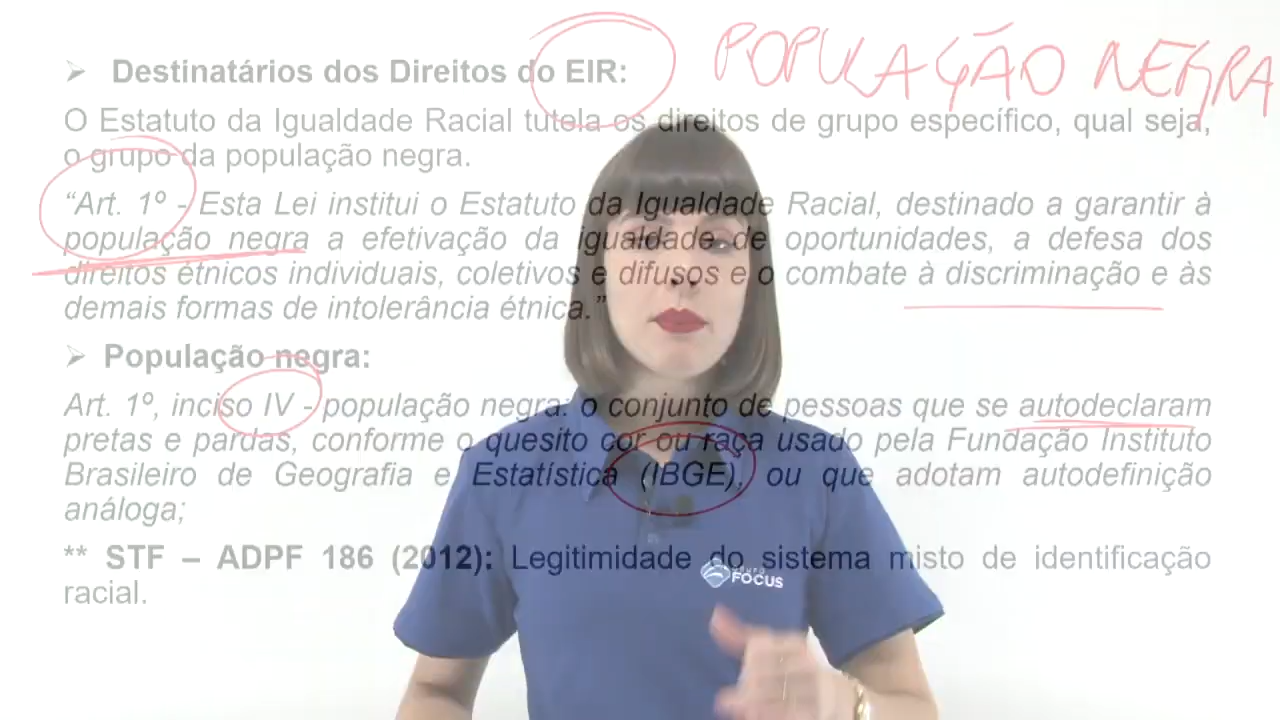 ➢ Destinatários dos Direitos do EIR:
POPULAÇÃO NEGRA
O Estatuto da Igualdade Racial tutela os direitos de grupo específico, qual seja,
o grupo da população negra.
“Art. 1º - Esta Lei institui o Estatuto da Igualdade Racial, destinado a garantir à
população negra a efetivação da igualdade de oportunidades, a defesa dos
direitos étnicos individuais, coletivos e difusos e o combate à discriminação e às
demais formas de intolerância étnica.”
➢ População negra:
Art. 1º, inciso IV - população negra: o conjunto de pessoas que se autodeclaram
pretas e pardas, conforme o quesito cor ou raça usado pela Fundação Instituto
Brasileiro de Geografia e Estatística (IBGE), ou que adotam autodefinição
análoga;
** STF – ADPF 186 (2012): Legitimidade do sistema misto de identificação
racial.
GRUPO
FOCUS